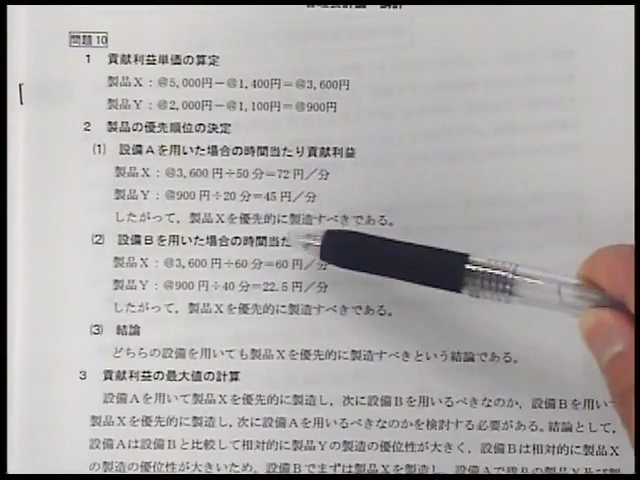 問題10
1 貢献利益単価の算定
製品X：@5,000円－@1,400円＝@3,600円
製品Y：@2,000円－@1,100円＝@900円
2 製品の優先順位の決定
(1) 設備Aを用いた場合の時間当たり貢献利益
製品X：@3,600円÷50分＝72円／分
製品Y：@900円÷20分＝45円／分
したがって，製品Xを優先的に製造すべきである。
(2) 設備Bを用いた場合の時間当た
製品X：@3,600円÷60分＝60円／分
製品Y：@900円÷40分＝22.5円／分
したがって，製品Xを優先的に製造すべきである。
(3) 結論
どちらの設備を用いても製品Xを優先的に製造すべきという結論である。
3 貢献利益の最大値の計算
設備Aを用いて製品Xを優先的に製造し，次に設備Bを用いるべきなのか，設備Bを用い
製品Xを優先的に製造し，次に設備Aを用いるべきなのかを検討する必要がある。結論として，
設備Aは設備Bと比較して相対的に製品Yの製造の優位性が大きく，設備Bは相対的に製品X
の製造の優位性が大きいため，設備Bでまずは製品Xを製造し，設備Aで残りの製品X及び製